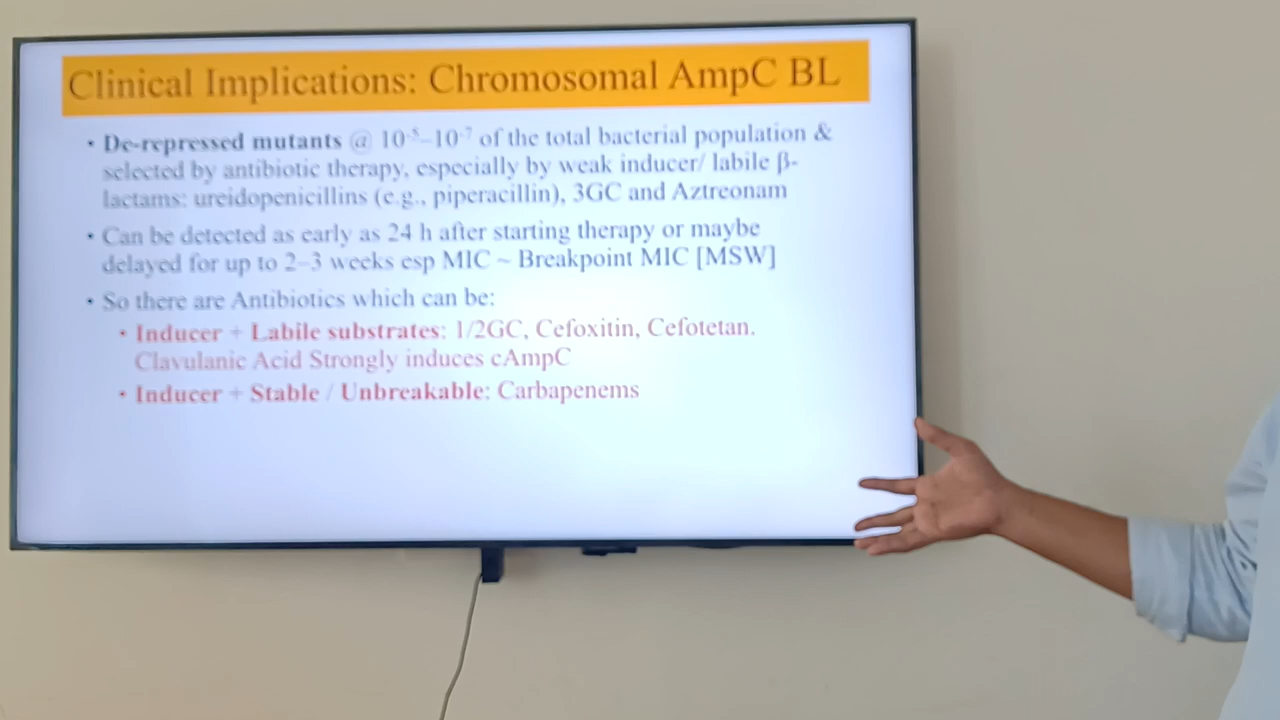 Clinical Implications: Chromosomal AmpC BL
• De-repressed mutants @ 10⁻⁵–10⁻⁷ of the total bacterial population &
selected by antibiotic therapy, especially by weak inducer/ labile β-
lactams: ureidopenicillins (e.g., piperacillin), 3GC and Aztreonam
• Can be detected as early as 24 h after starting therapy or maybe
delayed for up to 2–3 weeks esp MIC ~ Breakpoint MIC [MSW]
• So there are Antibiotics which can be:
• Inducer + Labile substrates: 1/2GC, Cefoxitin, Cefotetan.
Clavulanic Acid Strongly induces cAmpC
• Inducer + Stable / Unbreakable: Carbapenems